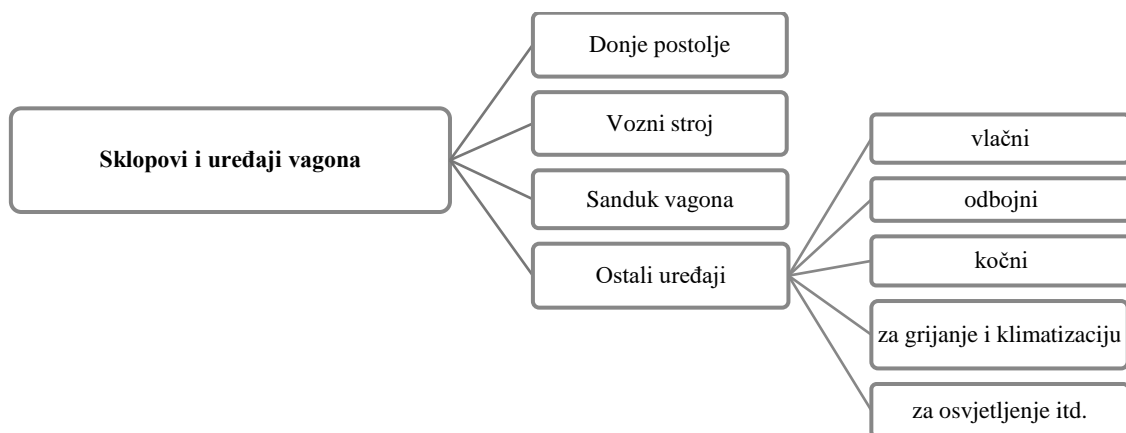 Sklopovi i uređaji vagona
Donje postolje
Vozni stroj
Sanduk vagona
Ostali uređaji
vlačni
odbojni
kočni
za grijanje i klimatizaciju
za osvjetljenje itd.